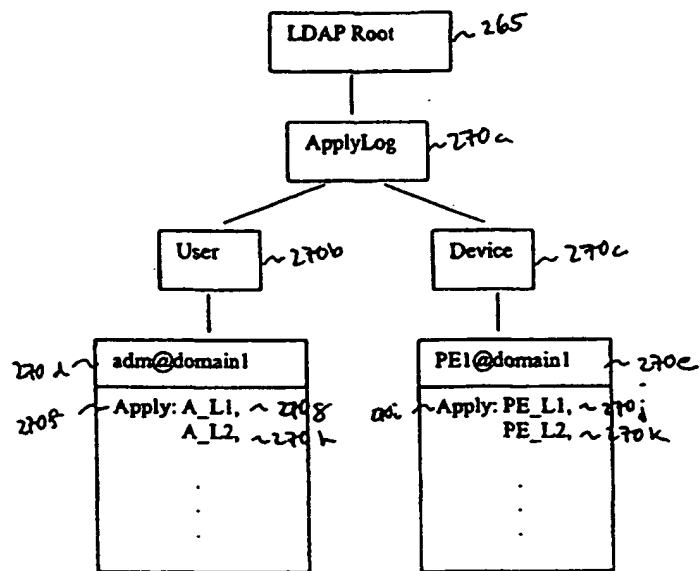 LDAP Root ~265
ApplyLog ~270a
User ~270b
Device ~270c
270d ~ adm@domain1
PE1@domain1 ~270e
270f ~ Apply: A_L1, ~270g
A_L2, ~270h
270i ~ Apply: PE_L1, ~270j
PE_L2, ~270k